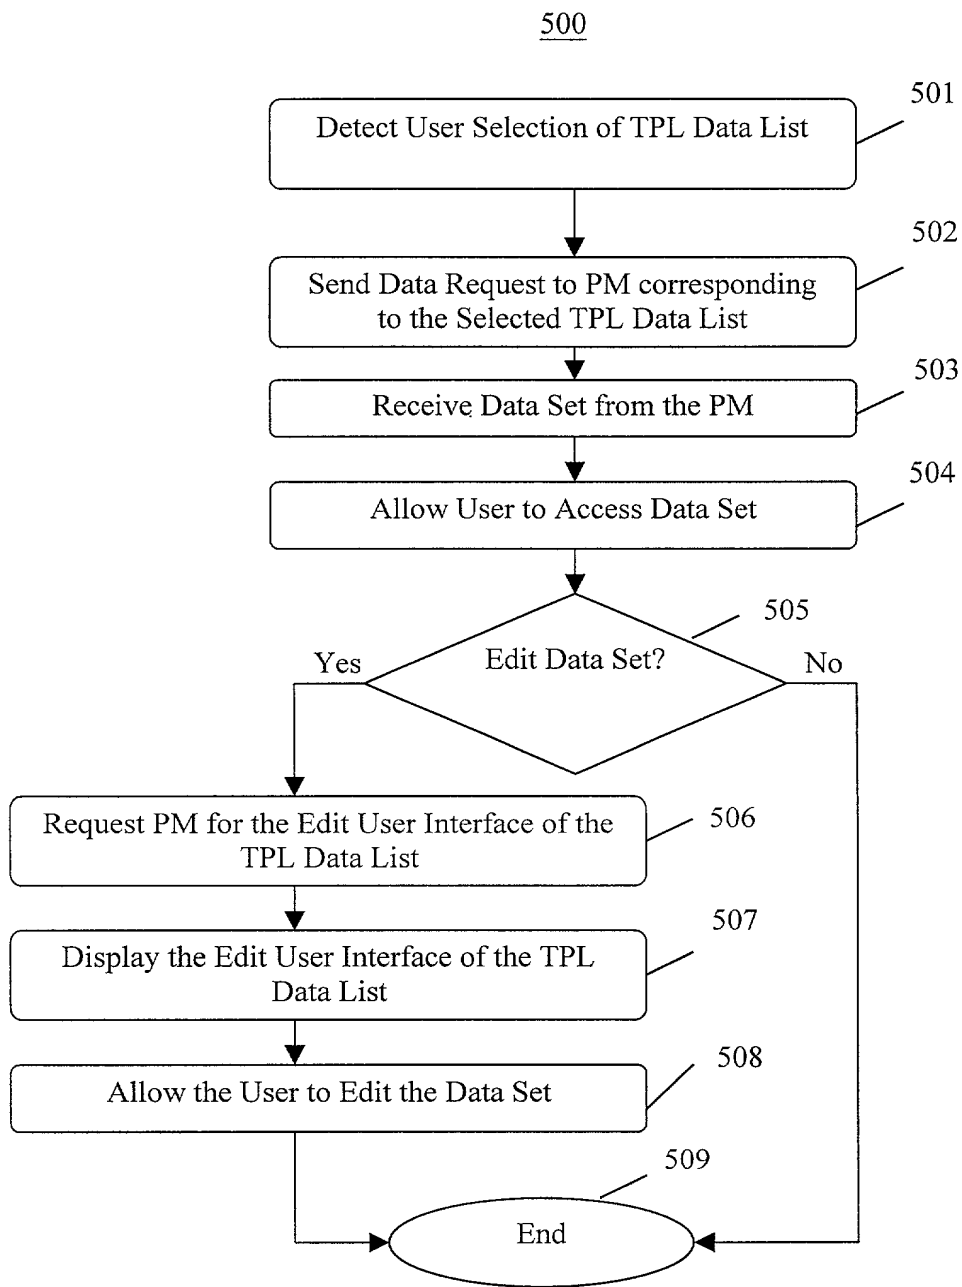 500
501
Detect User Selection of TPL Data List
502
Send Data Request to PM corresponding
to the Selected TPL Data List
503
Receive Data Set from the PM
504
Allow User to Access Data Set
505
Edit Data Set?
Yes
No
506
Request PM for the Edit User Interface of the
TPL Data List
507
Display the Edit User Interface of the TPL
Data List
508
Allow the User to Edit the Data Set
509
End